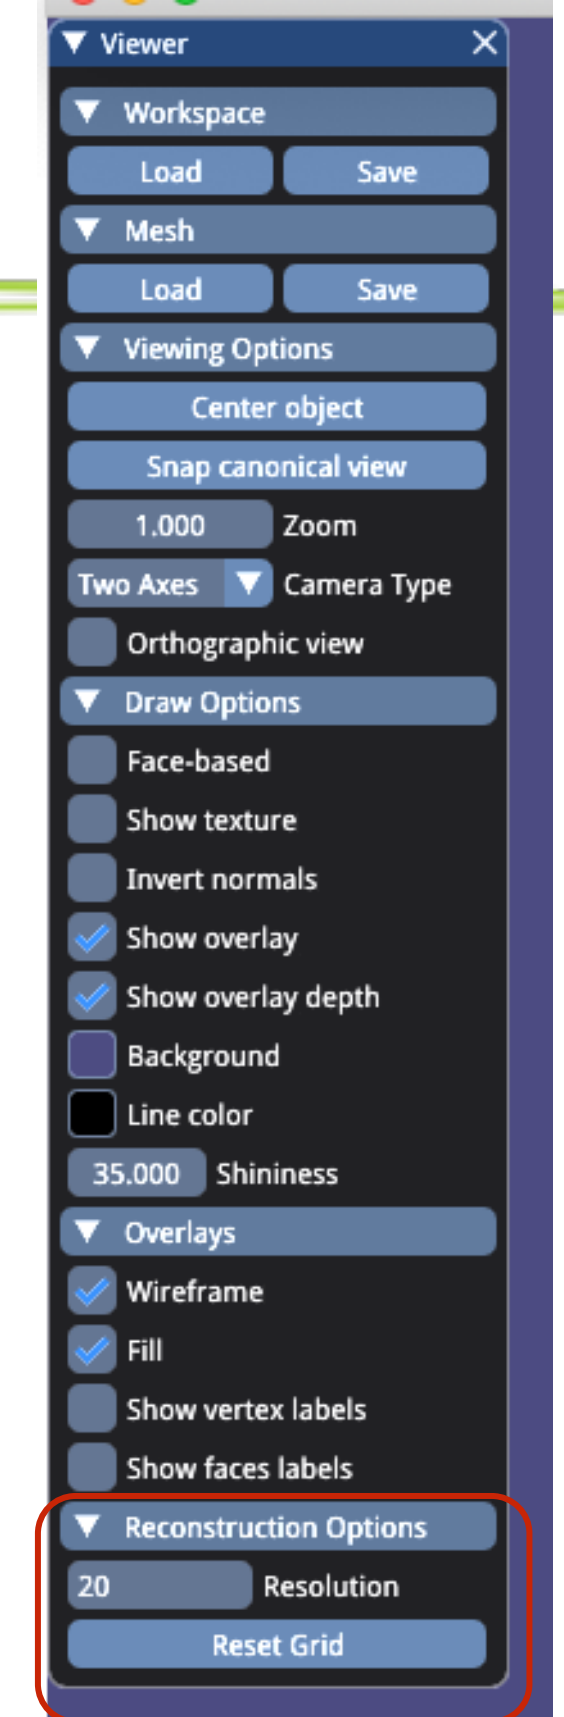 Viewer
Workspace
Load Save
Mesh
Load Save
Viewing Options
Center object
Snap canonical view
1.000 Zoom
Two Axes Camera Type
Orthographic view
Draw Options
Face-based
Show texture
Invert normals
Show overlay
Show overlay depth
Background
Line color
35.000 Shininess
Overlays
Wireframe
Fill
Show vertex labels
Show faces labels
Reconstruction Options
20 Resolution
Reset Grid